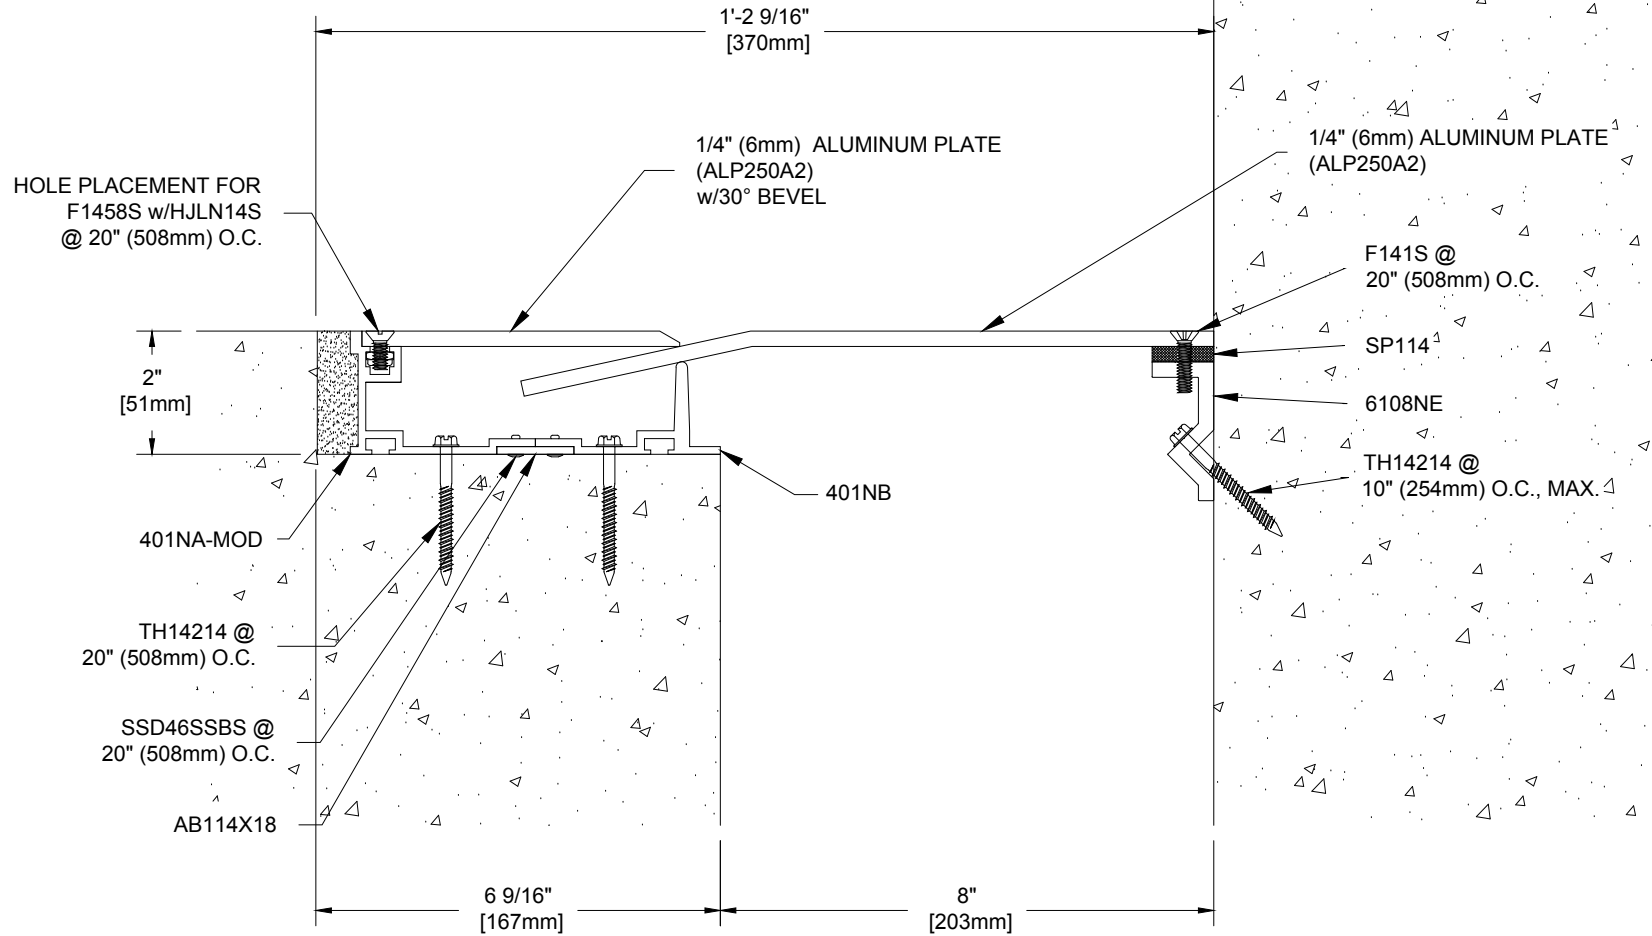 1'-2 9/16"
[370mm]
1/4" (6mm) ALUMINUM PLATE
(ALP250A2)
w/30° BEVEL
1/4" (6mm) ALUMINUM PLATE
(ALP250A2)
HOLE PLACEMENT FOR
F1458S w/HJLN14S
@ 20" (508mm) O.C.
F141S @
20" (508mm) O.C.
SP114
6108NE
TH14214 @
10" (254mm) O.C., MAX.
2"
[51mm]
401NB
401NA-MOD
TH14214 @
20" (508mm) O.C.
SSD46SSBS @
20" (508mm) O.C.
AB114X18
6 9/16"
[167mm]
8"
[203mm]